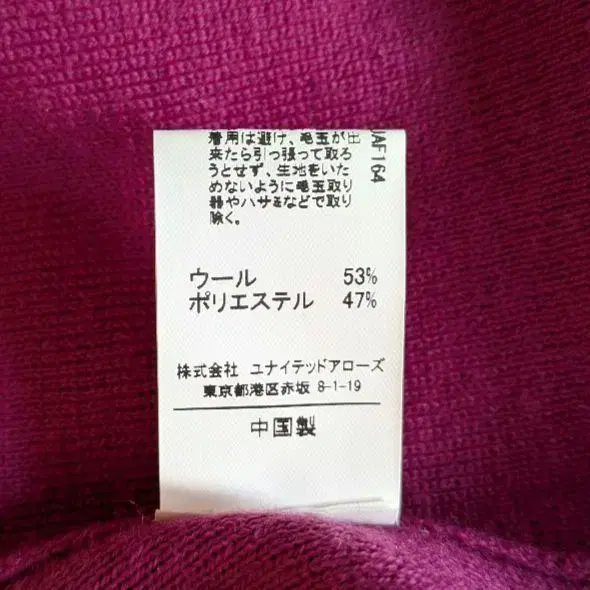 着用は避け、毛玉が出
来たら引っ張って取ろ
うとせず、生地をいた
めないように毛玉取り
器やハサミなどで取り
除く。
AF164
ウール 53%
ポリエステル 47%
株式会社 ユナイテッドアローズ
東京都港区赤坂 8-1-19
中国製